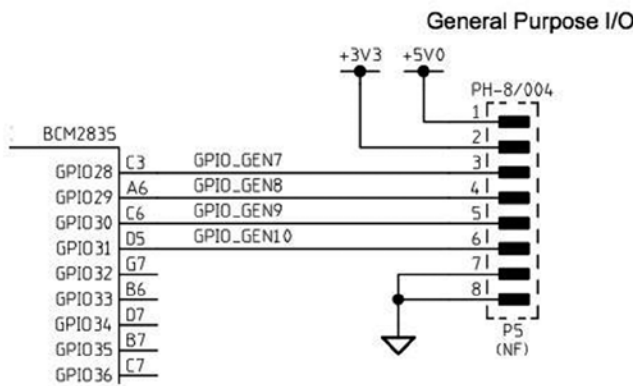 General Purpose I/O
+3V3 +5V0
PH-8/004
1
BCM2835
2
GPIO28 C3 GPIO_GEN7 3
GPIO29 A6 GPIO_GEN8 4
GPIO30 C6 GPIO_GEN9 5
GPIO31 D5 GPIO_GEN10 6
GPIO32 G7 7
GPIO33 B6 8
GPIO34 D7
P5
GPIO35 B7
(NF)
GPIO36 C7